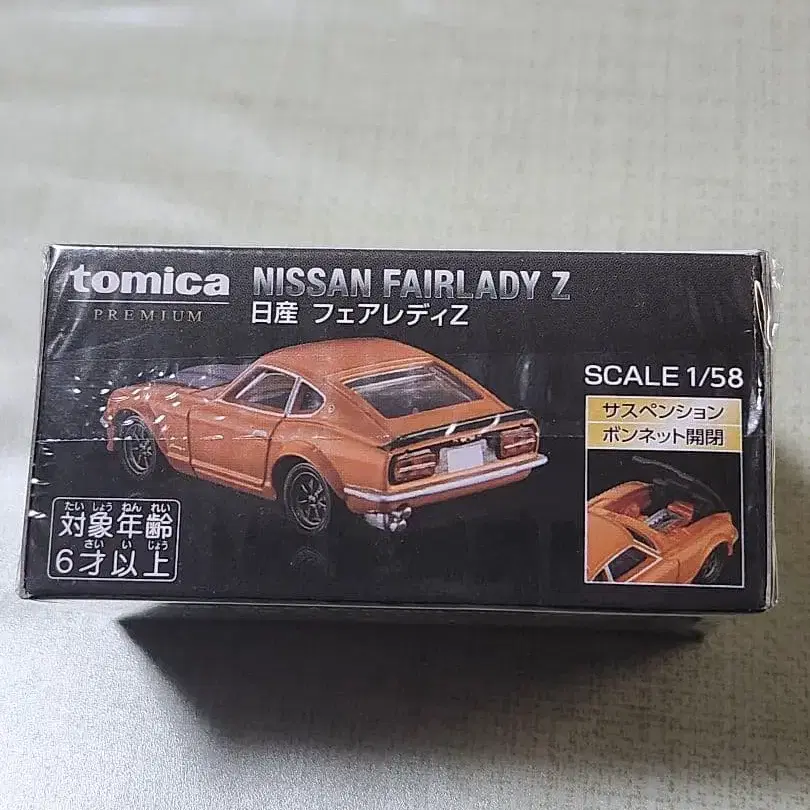 tomica
PREMIUM
NISSAN FAIRLADY Z
日産 フェアレディZ
SCALE 1/58
サスペンション
ボンネット開閉
たい しょう ねん れい
対象年齢
さい い じょう
6才以上